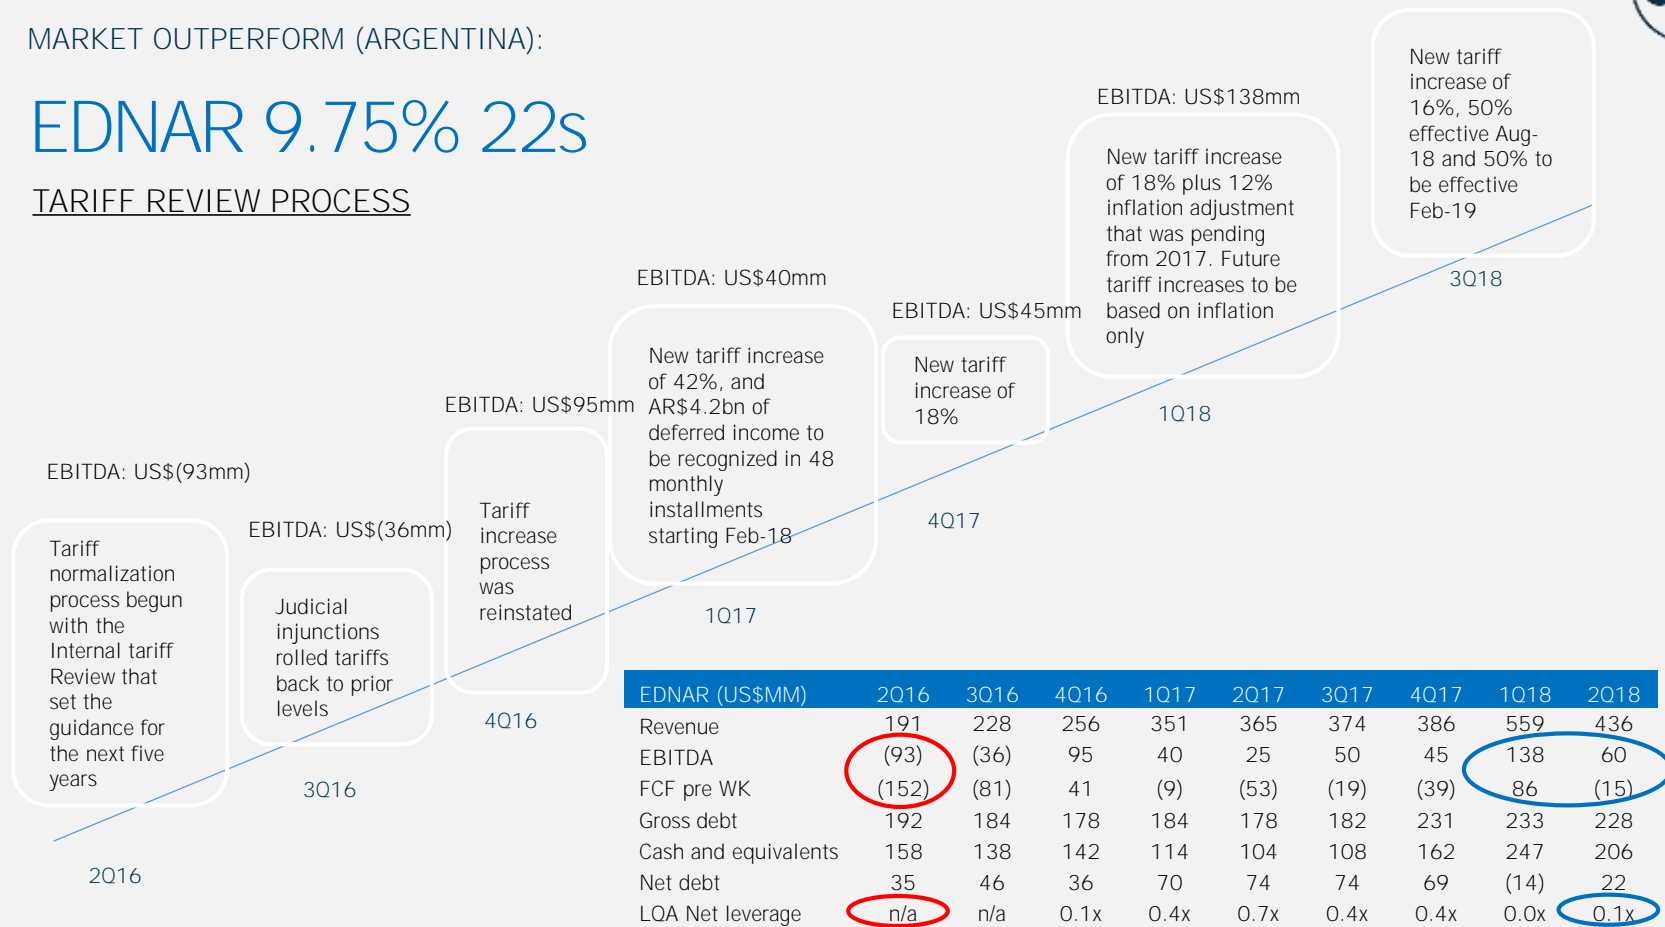 MARKET OUTPERFORM (ARGENTINA):
EDNAR 9.75% 22s
TARIFF REVIEW PROCESS
EBITDA: US$(93mm)
Tariff
normalization
process begun
with the
Internal tariff
Review that
set the
guidance for
the next five
years
2Q16
EBITDA: US$(36mm)
Judicial
injunctions
rolled tariffs
back to prior
levels
3Q16
EBITDA: US$95mm
Tariff
increase
process
was
reinstated
4Q16
EBITDA: US$40mm
New tariff increase
of 42%, and
AR$4.2bn of
deferred income to
be recognized in 48
monthly
installments
starting Feb-18
1Q17
EBITDA: US$45mm
New tariff
increase of
18%
4Q17
EBITDA: US$138mm
New tariff increase
of 18% plus 12%
inflation adjustment
that was pending
from 2017. Future
tariff increases to be
based on inflation
only
1Q18
New tariff
increase of
16%, 50%
effective Aug-
18 and 50% to
be effective
Feb-19
3Q18
EDNAR (US$MM) 2Q16 3Q16 4Q16 1Q17 2Q17 3Q17 4Q17 1Q18 2Q18
Revenue 191 228 256 351 365 374 386 559 436
EBITDA (93) (36) 95 40 25 50 45 138 60
FCF pre WK (152) (81) 41 (9) (53) (19) (39) 86 (15)
Gross debt 192 184 178 184 178 182 231 233 228
Cash and equivalents 158 138 142 114 104 108 162 247 206
Net debt 35 46 36 70 74 74 69 (14) 22
LQA Net leverage n/a n/a 0.1x 0.4x 0.7x 0.4x 0.4x 0.0x 0.1x